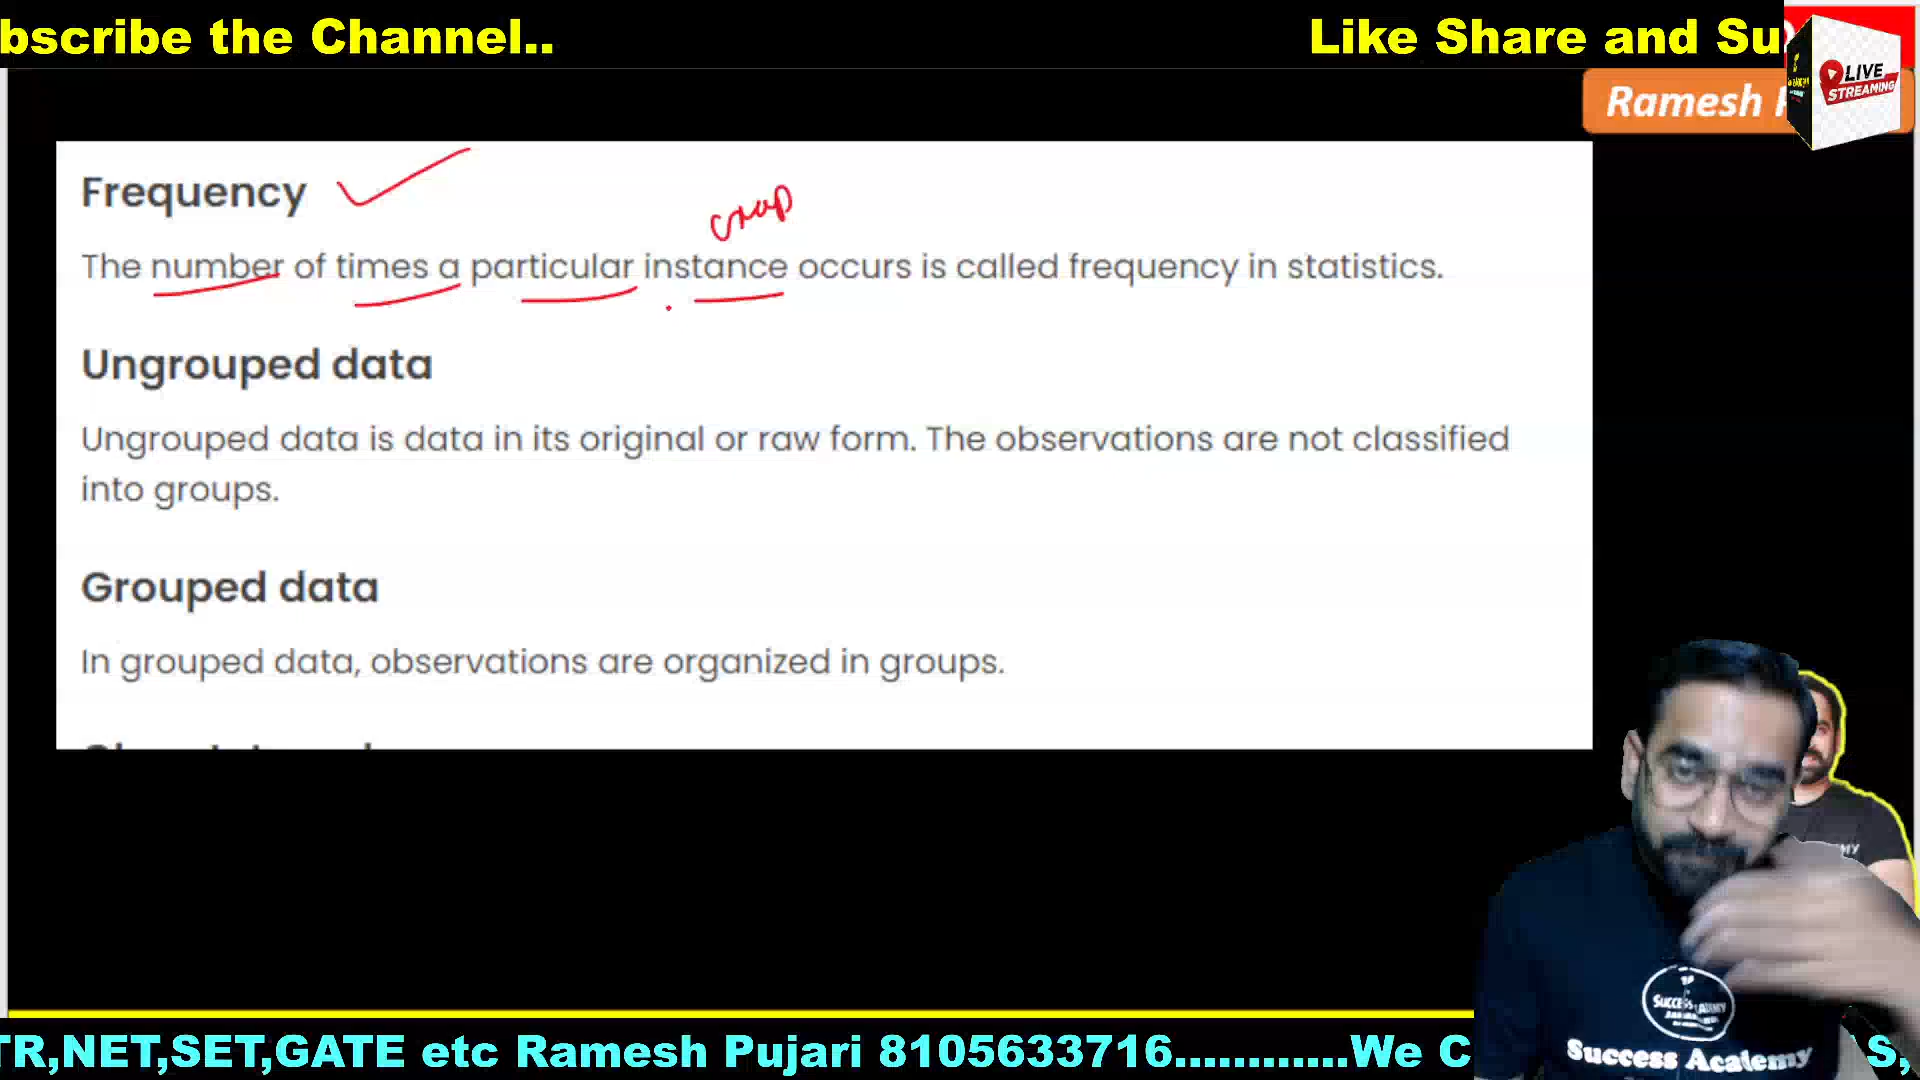 bscribe the Channel..
Like Share and Su
LIVE
STREAMING
Ramesh
Frequency
The number of times a particular instance occurs is called frequency in statistics.
Ungrouped data
Ungrouped data is data in its original or raw form. The observations are not classified
into groups.
Grouped data
In grouped data, observations are organized in groups.
MY
Success Academy
TR,NET,SET,GATE etc Ramesh Pujari 8105633716............We C
AS,